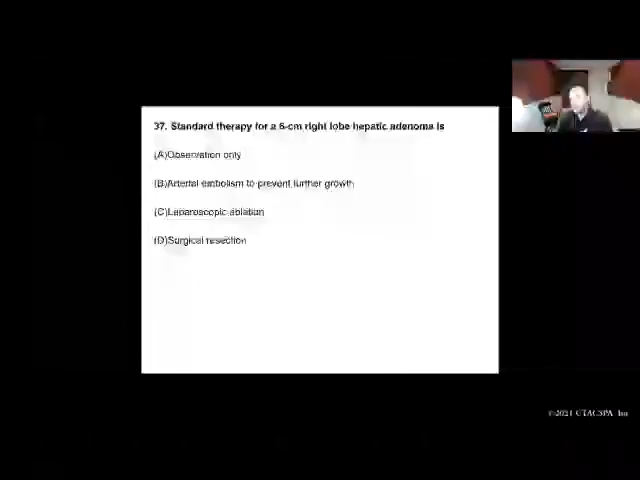 37. Standard therapy for a 6-cm right lobe hepatic adenoma is
(A)Observation only
(B)Arterial embolism to prevent further growth
(C)Laparoscopic ablation
(D)Surgical resection
©2021 CTACSPA Inc